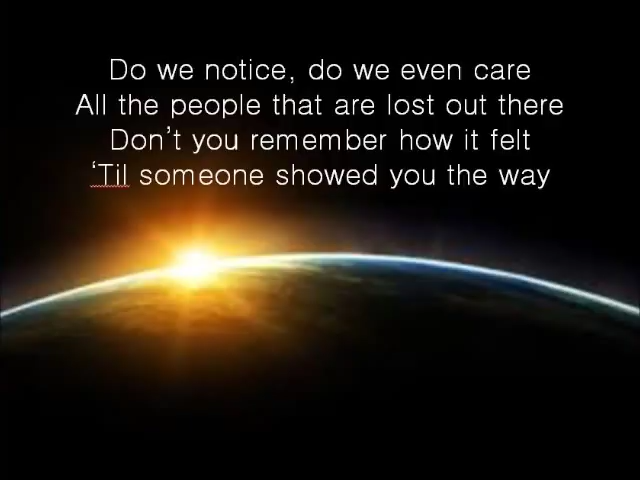 Do we notice, do we even care
All the people that are lost out there
Don't you remember how it felt
‘Til someone showed you the way